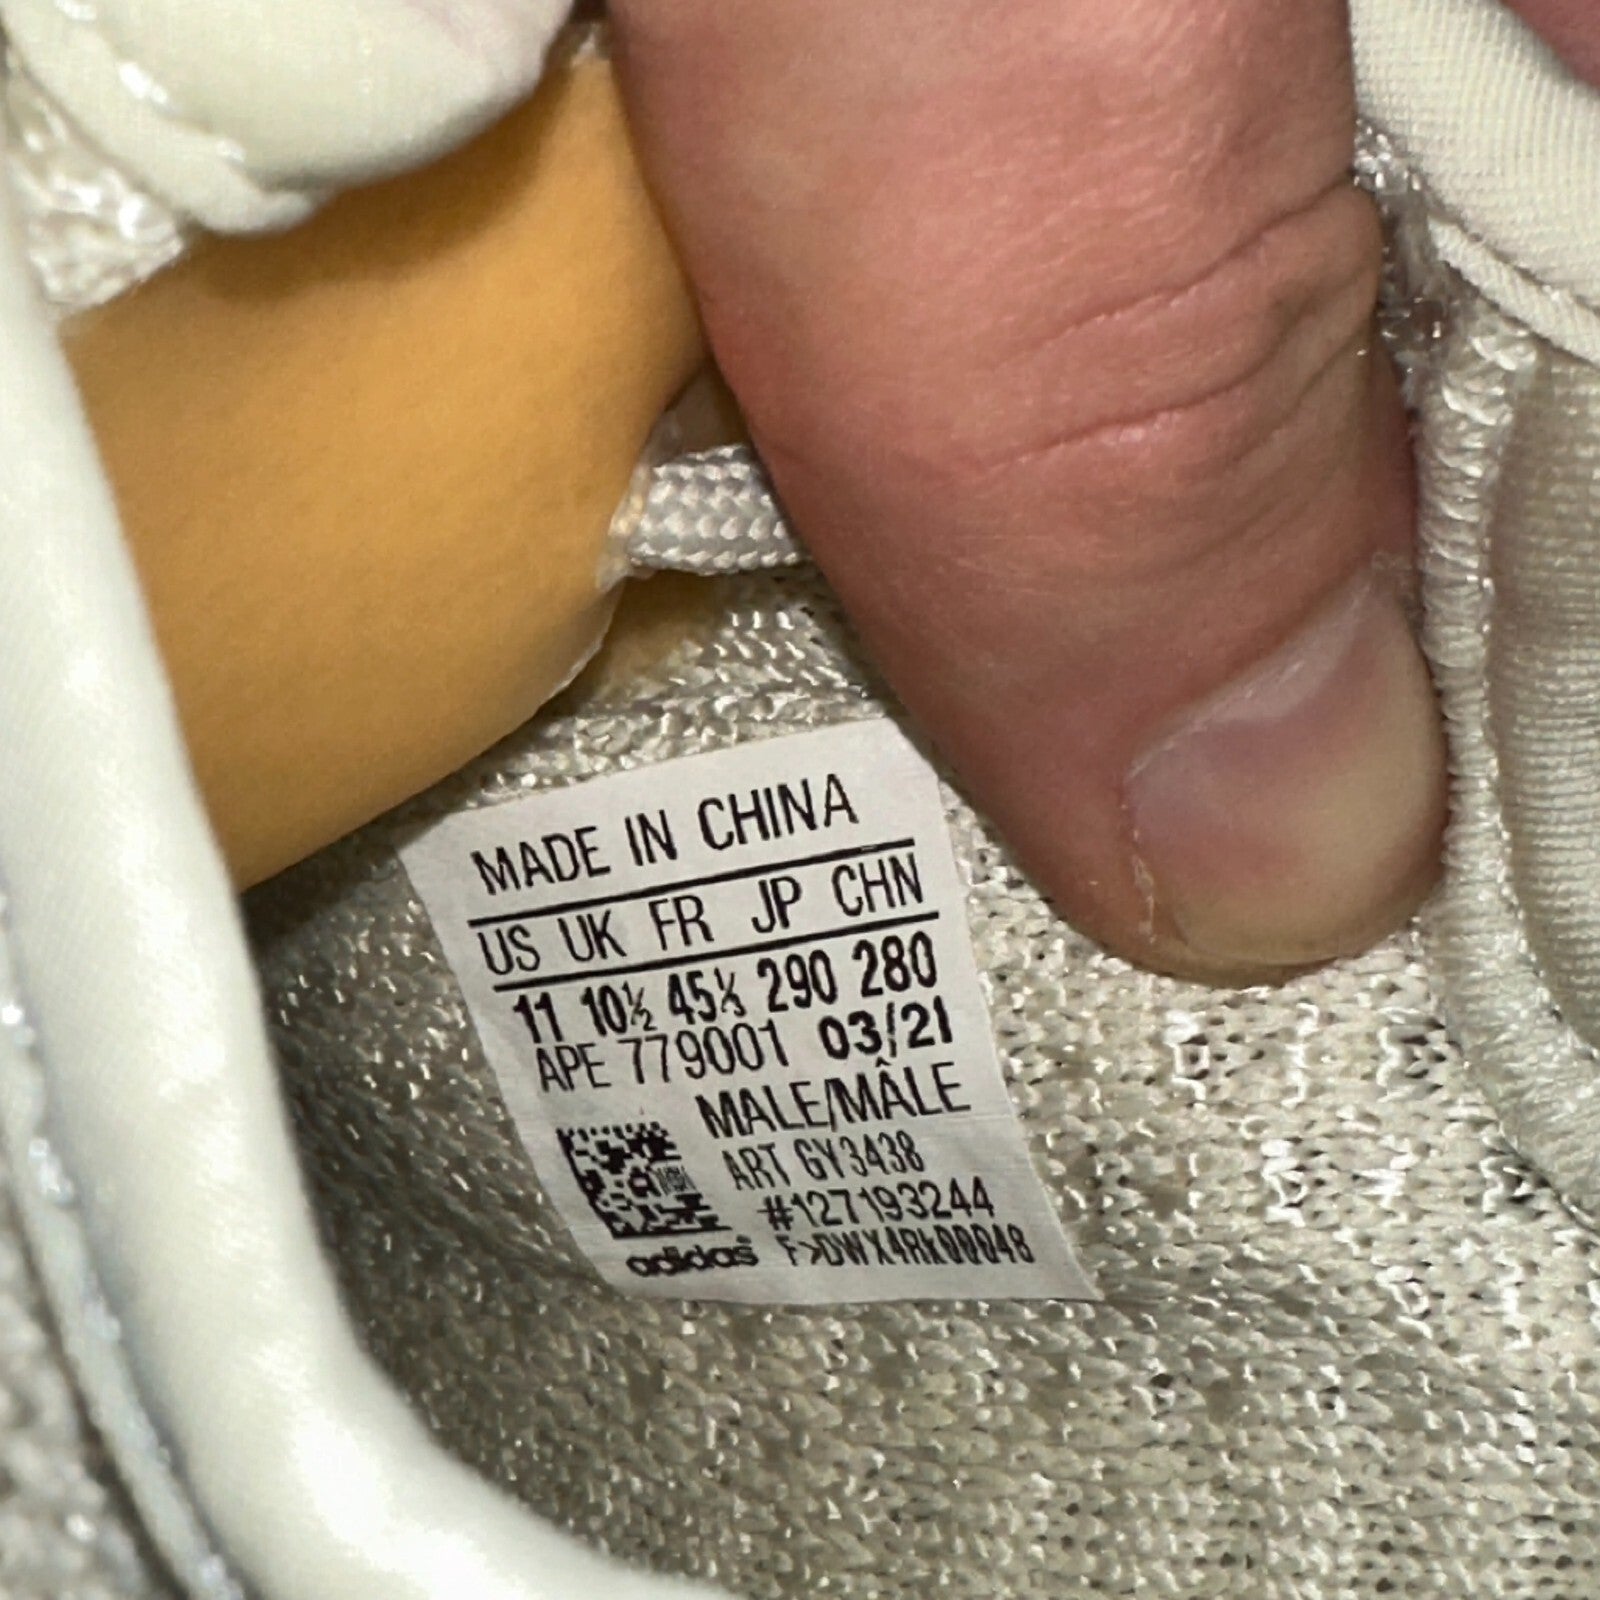 MADE IN CHINA
US UK FR JP CHN
11 10½ 45⅓ 290 280
APE 779001 03/21
MALE/MÂLE
ART GY3438
#127193244
adidas